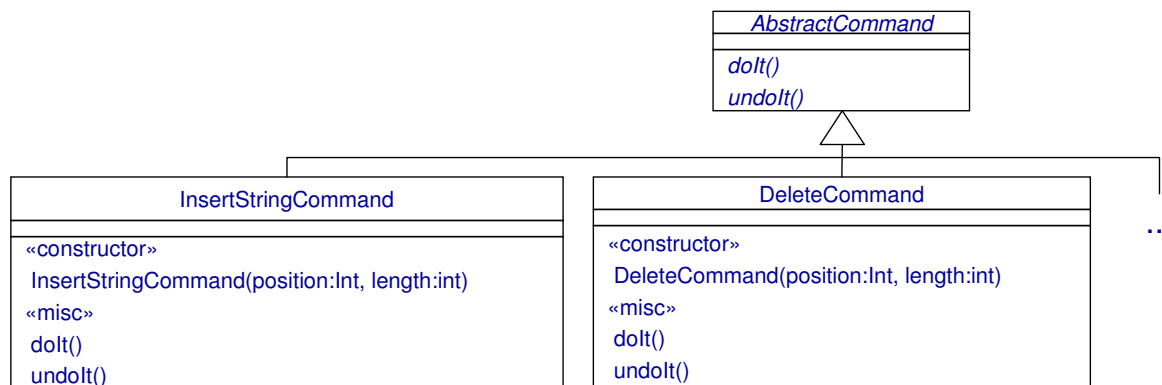 AbstractCommand
doIt()
undoIt()
InsertStringCommand
«constructor»
InsertStringCommand(position:Int, length:int)
«misc»
doIt()
undoIt()
DeleteCommand
«constructor»
DeleteCommand(position:Int, length:int)
«misc»
doIt()
undoIt()
..